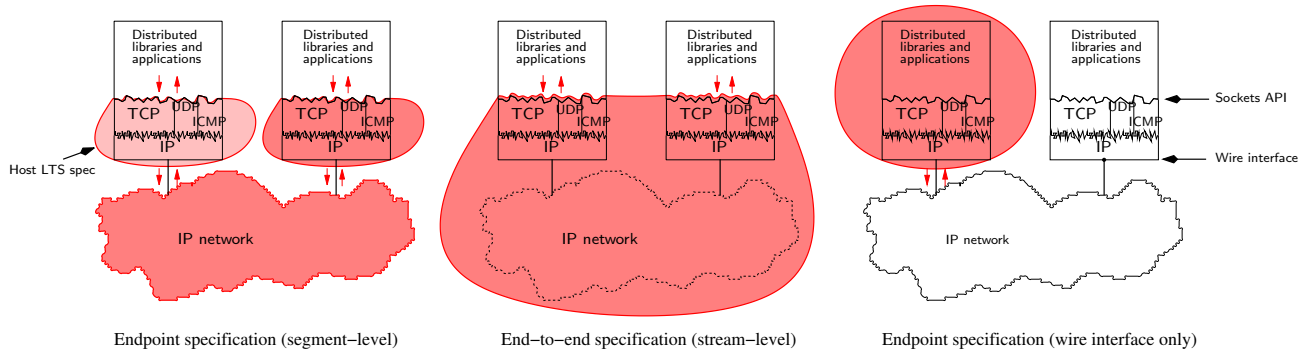 Distributed
libraries and
applications
TCP
UDP
ICMP
IP
Distributed
libraries and
applications
TCP
UDP
ICMP
IP
Host LTS spec
IP network
Endpoint specification (segment−level)
Distributed
libraries and
applications
TCP
UDP
ICMP
IP
Distributed
libraries and
applications
TCP
UDP
ICMP
IP
IP network
End−to−end specification (stream−level)
Distributed
libraries and
applications
TCP
UDP
ICMP
IP
Distributed
libraries and
applications
TCP
UDP
ICMP
IP
Sockets API
Wire interface
IP network
Endpoint specification (wire interface only)